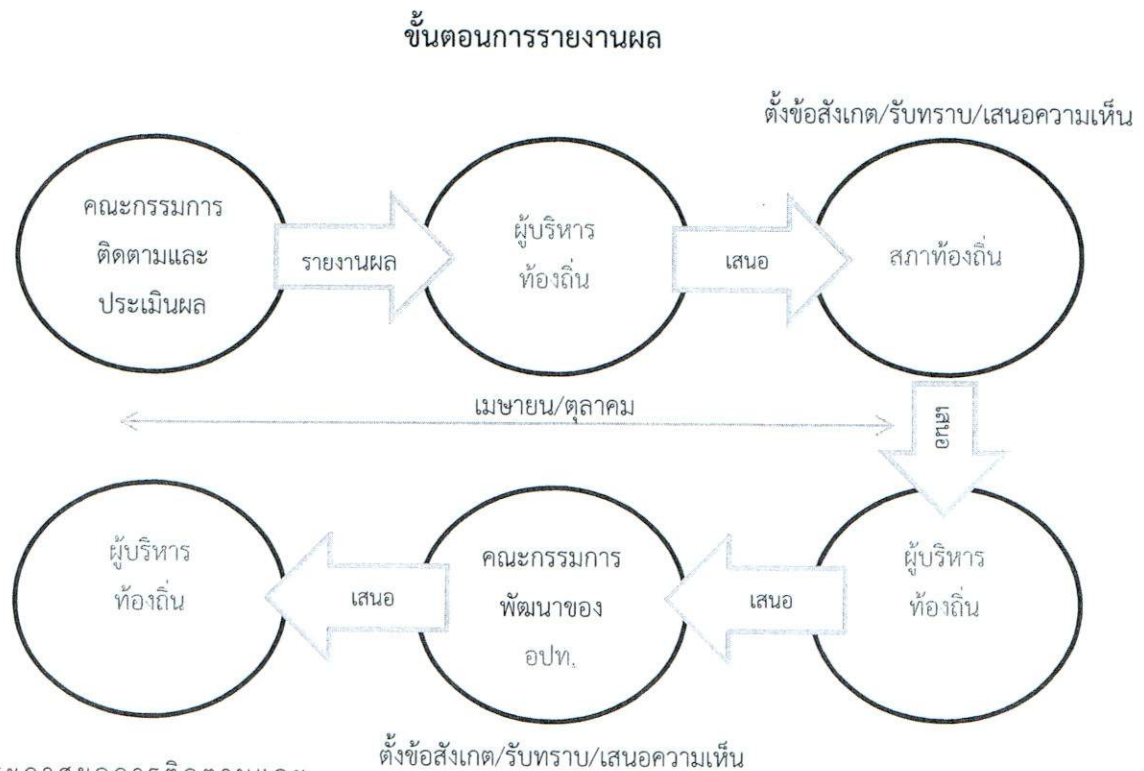 ขั้นตอนการรายงานผล
ตั้งข้อสังเกต/รับทราบ/เสนอความเห็น
คณะกรรมการ
ติดตามและ
ประเมินผล
รายงานผล
ผู้บริหาร
ท้องถิ่น
เสนอ
สภาท้องถิ่น
เมษายน/ตุลาคม
เสนอ
ผู้บริหาร
ท้องถิ่น
เสนอ
คณะกรรมการ
พัฒนาของ
อปท.
เสนอ
ผู้บริหาร
ท้องถิ่น
ตั้งข้อสังเกต/รับทราบ/เสนอความเห็น